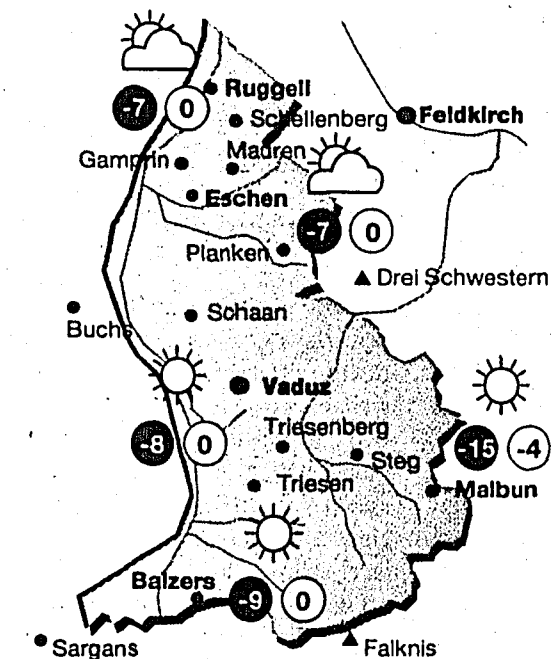 Ruggell
-7 0
Schellenberg
Feldkirch
Gamprin
Madren
Eschen
-7 0
Planken
Drei Schwestern
Buchs
Schaan
Vaduz
-8 0
Triesenberg
Steg
-15 -4
Triesen
Malbun
Balzers
-9 0
Sargans
Falknis